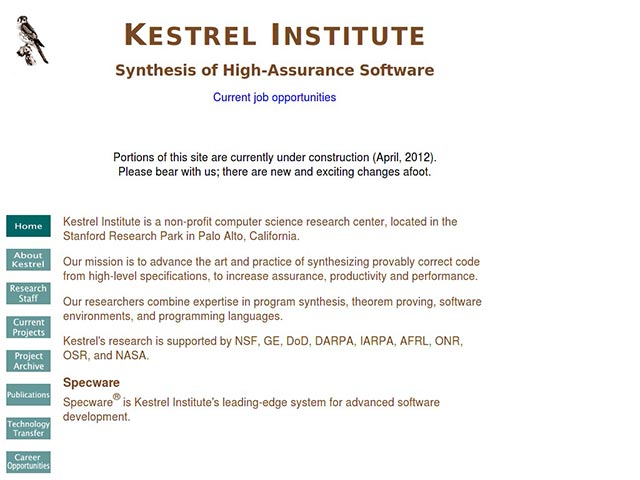 KESTREL INSTITUTE
Synthesis of High-Assurance Software
Current job opportunities
Portions of this site are currently under construction (April, 2012).
Please bear with us; there are new and exciting changes afoot.
Home
About
Kestrel
Research
Staff
Current
Projects
Project
Archive
Publications
Technology
Transfer
Career
Opportunities
Kestrel Institute is a non-profit computer science research center, located in the
Stanford Research Park in Palo Alto, California.
Our mission is to advance the art and practice of synthesizing provably correct code
from high-level specifications, to increase assurance, productivity and performance.
Our researchers combine expertise in program synthesis, theorem proving, software
environments, and programming languages.
Kestrel's research is supported by NSF, GE, DoD, DARPA, IARPA, AFRL, ONR,
OSR, and NASA.
Specware
Specware® is Kestrel Institute's leading-edge system for advanced software
development.